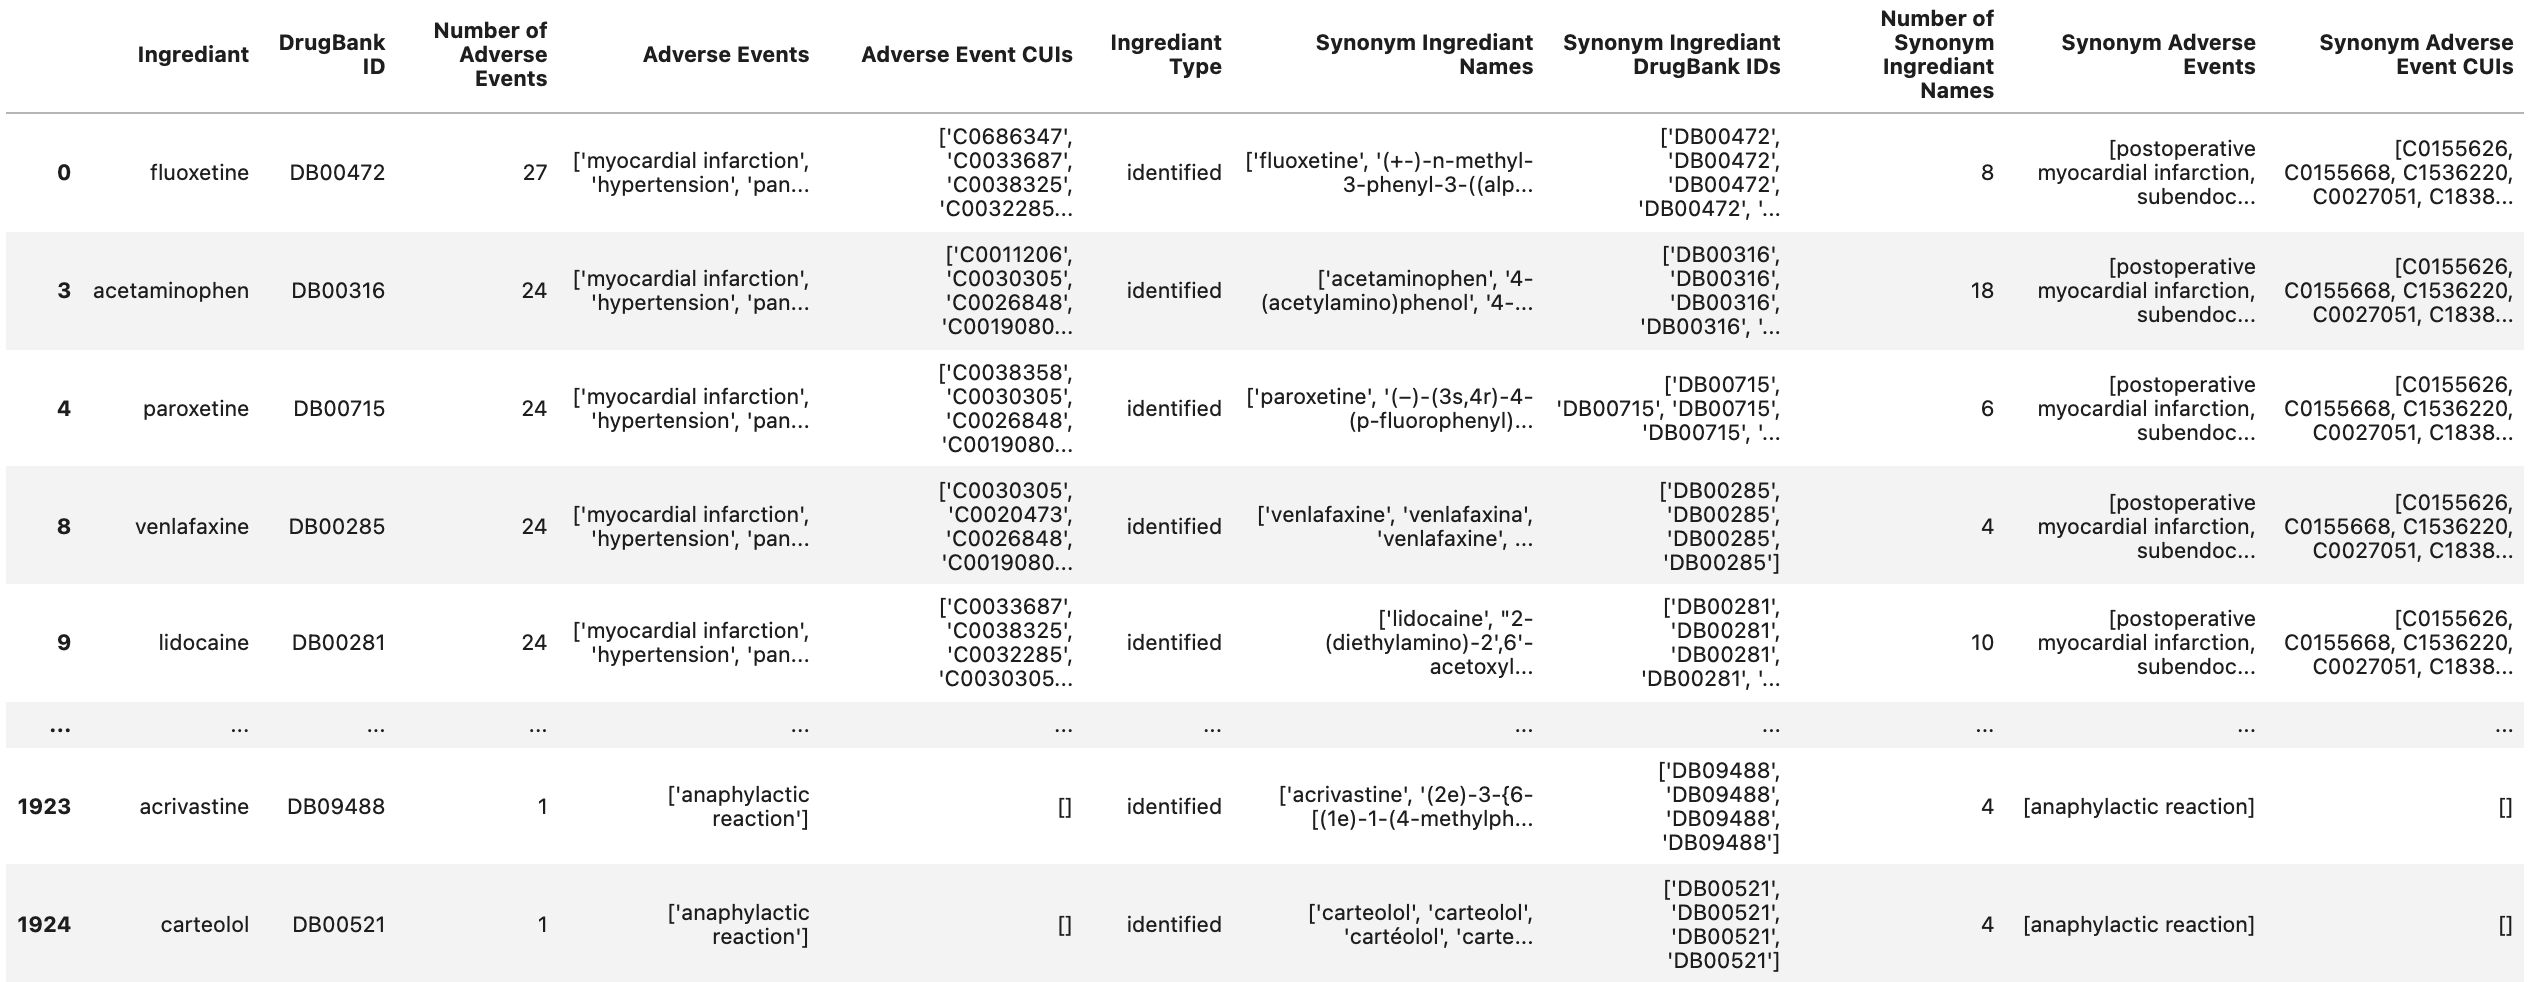 Ingrediant DrugBank ID Number of Adverse Events Adverse Events Adverse Event CUIs Ingrediant Type Synonym Ingrediant Names Synonym Ingrediant DrugBank IDs Number of Synonym Ingrediant Names Synonym Adverse Events Synonym Adverse Event CUIs
0 fluoxetine DB00472 27 ['myocardial infarction', 'hypertension', 'pan... ['C0686347', 'C0033687', 'C0038325', 'C0032285... identified ['fluoxetine', '(+-)-n-methyl-3-phenyl-3-((alp... ['DB00472', 'DB00472', 'DB00472', 'DB00472', '... 8 [postoperative myocardial infarction, subendoc... [C0155626, C0155668, C1536220, C0027051, C1838...
3 acetaminophen DB00316 24 ['myocardial infarction', 'hypertension', 'pan... ['C0011206', 'C0030305', 'C0026848', 'C0019080... identified ['acetaminophen', '4-(acetylamino)phenol', '4-... ['DB00316', 'DB00316', 'DB00316', 'DB00316', '... 18 [postoperative myocardial infarction, subendoc... [C0155626, C0155668, C1536220, C0027051, C1838...
4 paroxetine DB00715 24 ['myocardial infarction', 'hypertension', 'pan... ['C0038358', 'C0030305', 'C0026848', 'C0019080... identified ['paroxetine', '(−)-(3s,4r)-4-(p-fluorophenyl)... ['DB00715', 'DB00715', 'DB00715', 'DB00715', '... 6 [postoperative myocardial infarction, subendoc... [C0155626, C0155668, C1536220, C0027051, C1838...
8 venlafaxine DB00285 24 ['myocardial infarction', 'hypertension', 'pan... ['C0030305', 'C0020473', 'C0026848', 'C0019080... identified ['venlafaxine', 'venlafaxina', 'venlafaxine', ... ['DB00285', 'DB00285', 'DB00285', 'DB00285'] 4 [postoperative myocardial infarction, subendoc... [C0155626, C0155668, C1536220, C0027051, C1838...
9 lidocaine DB00281 24 ['myocardial infarction', 'hypertension', 'pan... ['C0033687', 'C0038325', 'C0032285', 'C0030305... identified ['lidocaine', "2-(diethylamino)-2',6'-acetoxyl... ['DB00281', 'DB00281', 'DB00281', 'DB00281', '... 10 [postoperative myocardial infarction, subendoc... [C0155626, C0155668, C1536220, C0027051, C1838...
... ... ... ... ... ... ... ... ... ... ... ...
1923 acrivastine DB09488 1 ['anaphylactic reaction'] [] identified ['acrivastine', '(2e)-3-{6-[(1e)-1-(4-methylph... ['DB09488', 'DB09488', 'DB09488', 'DB09488'] 4 [anaphylactic reaction] []
1924 carteolol DB00521 1 ['anaphylactic reaction'] [] identified ['carteolol', 'carteolol', 'cartéolol', 'carte... ['DB00521', 'DB00521', 'DB00521', 'DB00521'] 4 [anaphylactic reaction] []